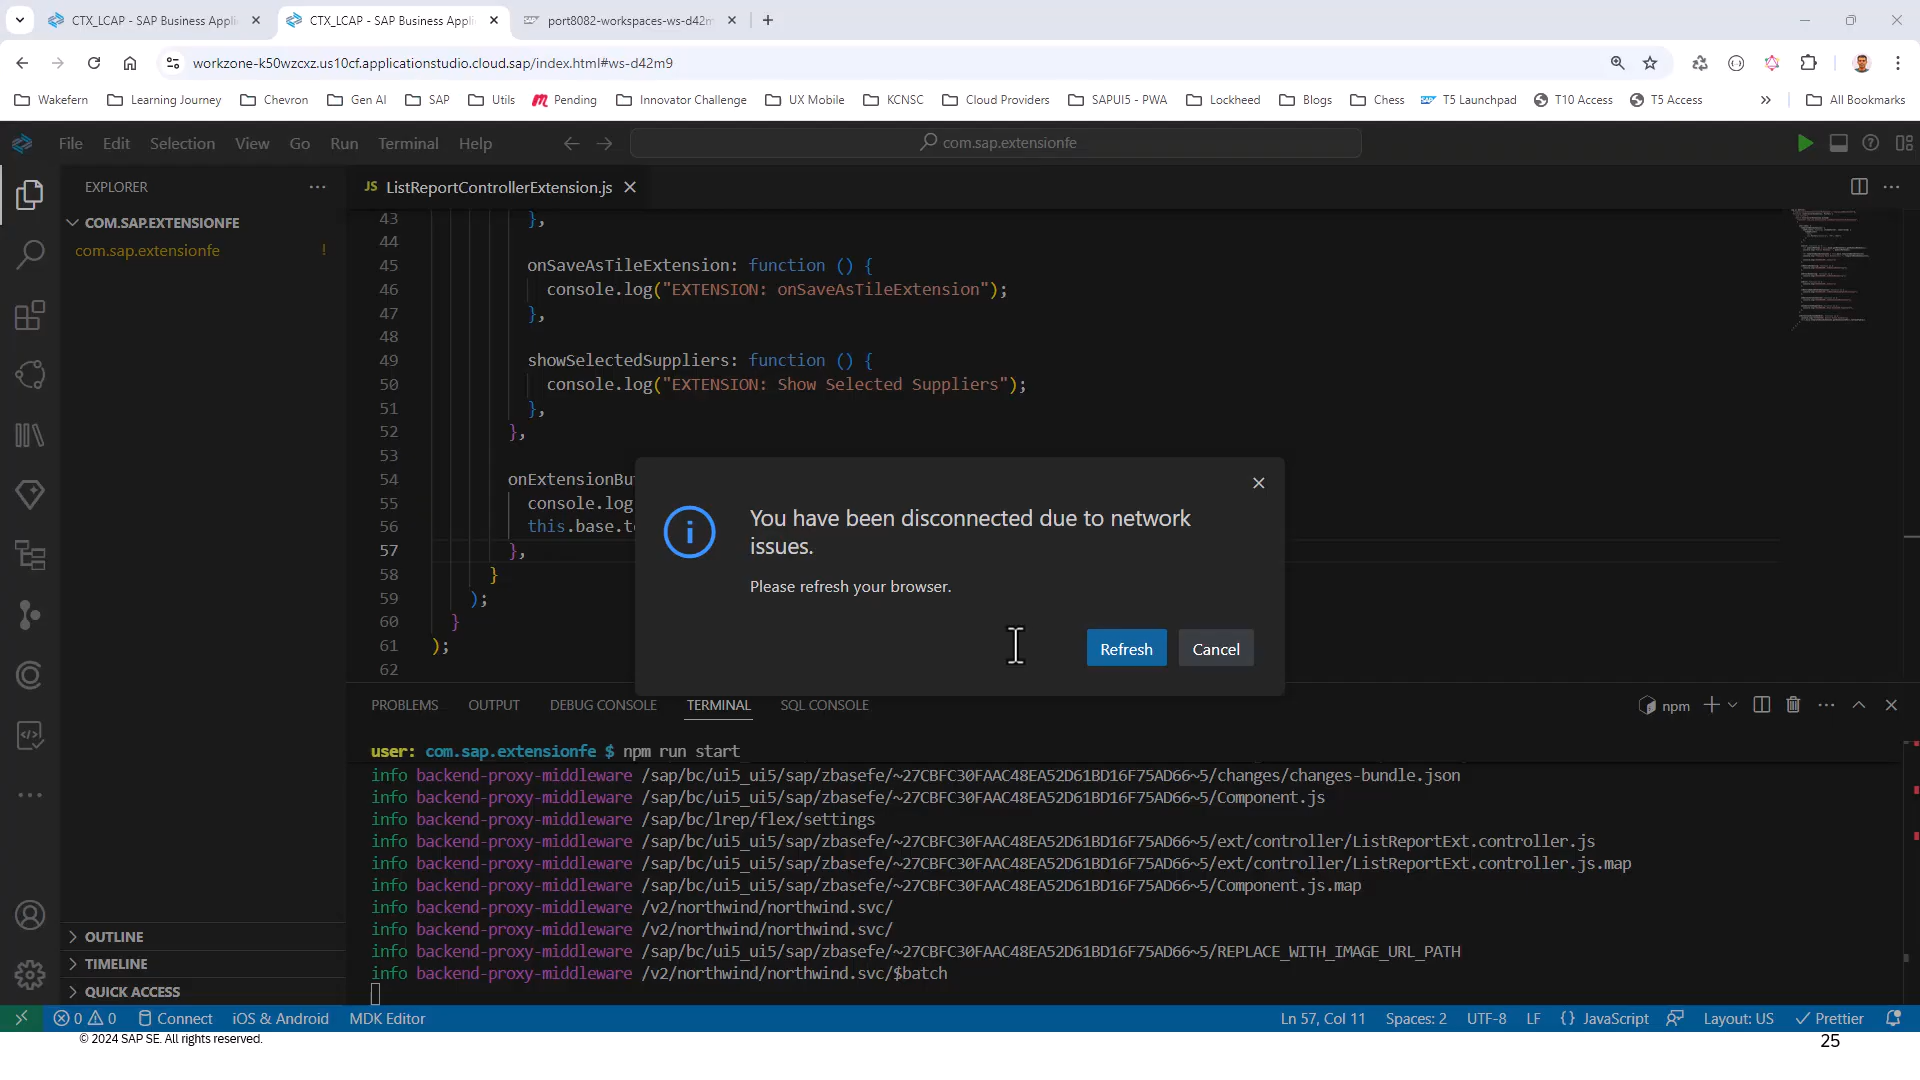 CTX_LCAP - SAP Business Appli
CTX_LCAP - SAP Business Appli
port8082-workspaces-ws-d42m
workzone-k50wzcxz.us10cf.applicationstudio.cloud.sap/index.html#ws-d42m9
Wakefern
Learning Journey
Chevron
Gen AI
SAP
Utils
Pending
Innovator Challenge
UX Mobile
KCNSC
Cloud Providers
SAPUI5 - PWA
Lockheed
Blogs
Chess
T5 Launchpad
T10 Access
T5 Access
All Bookmarks
File
Edit
Selection
View
Go
Run
Terminal
Help
com.sap.extensionfe
EXPLORER
JS ListReportControllerExtension.js
COM.SAP.EXTENSIONFE
com.sap.extensionfe !
43 },
44
45 onSaveAsTileExtension: function () {
46 console.log("EXTENSION: onSaveAsTileExtension");
47 },
48
49 showSelectedSuppliers: function () {
50 console.log("EXTENSION: Show Selected Suppliers");
51 },
52 },
53
54 onExtensionBu
55 console.log
56 this.base.t
57 },
58 }
59 );
60 }
61 );
62
You have been disconnected due to network
issues.
Please refresh your browser.
Refresh
Cancel
PROBLEMS
OUTPUT
DEBUG CONSOLE
TERMINAL
SQL CONSOLE
npm
user: com.sap.extensionfe $ npm run start
info backend-proxy-middleware /sap/bc/ui5_ui5/sap/zbasefe/~27CBFC30FAAC48EA52D61BD16F75AD66~5/changes/changes-bundle.json
info backend-proxy-middleware /sap/bc/ui5_ui5/sap/zbasefe/~27CBFC30FAAC48EA52D61BD16F75AD66~5/Component.js
info backend-proxy-middleware /sap/bc/lrep/flex/settings
info backend-proxy-middleware /sap/bc/ui5_ui5/sap/zbasefe/~27CBFC30FAAC48EA52D61BD16F75AD66~5/ext/controller/ListReportExt.controller.js
info backend-proxy-middleware /sap/bc/ui5_ui5/sap/zbasefe/~27CBFC30FAAC48EA52D61BD16F75AD66~5/ext/controller/ListReportExt.controller.js.map
info backend-proxy-middleware /sap/bc/ui5_ui5/sap/zbasefe/~27CBFC30FAAC48EA52D61BD16F75AD66~5/Component.js.map
info backend-proxy-middleware /v2/northwind/northwind.svc/
info backend-proxy-middleware /v2/northwind/northwind.svc/
info backend-proxy-middleware /sap/bc/ui5_ui5/sap/zbasefe/~27CBFC30FAAC48EA52D61BD16F75AD66~5/REPLACE_WITH_IMAGE_URL_PATH
info backend-proxy-middleware /v2/northwind/northwind.svc/$batch
OUTLINE
TIMELINE
QUICK ACCESS
0 0
Connect
iOS & Android
MDK Editor
Ln 57, Col 11
Spaces: 2
UTF-8
LF
{} JavaScript
Layout: US
Prettier
© 2024 SAP SE. All rights reserved.
25